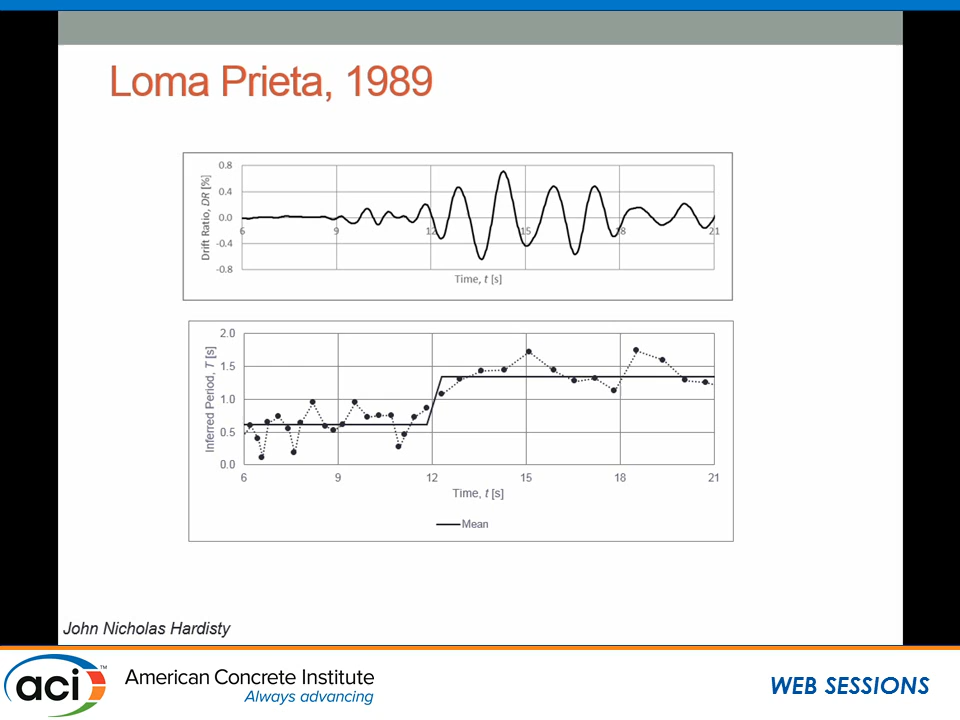 Loma Prieta, 1989
0.8
0.4
0.0
-0.4
-0.8
Drift Ratio, DR [%]
6 9 12 15 18 21
Time, t [s]
2.0
1.5
1.0
0.5
0.0
Inferred Period, T [s]
6 9 12 15 18 21
Time, t [s]
Mean
John Nicholas Hardisty
aci™ American Concrete Institute
Always advancing
WEB SESSIONS